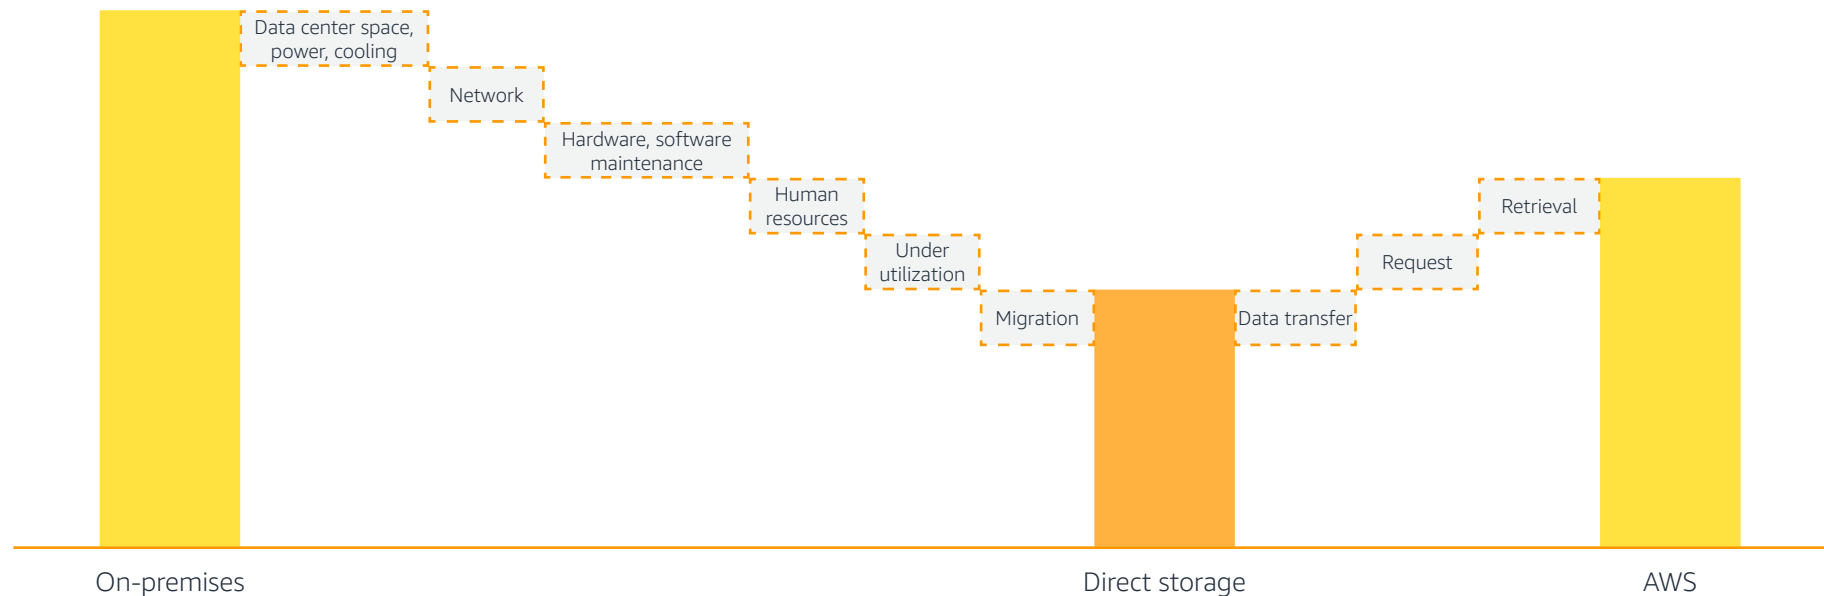 Data center space,
power, cooling
Network
Hardware, software
maintenance
Human
resources
Under
utilization
Migration
Data transfer
Request
Retrieval
On-premises
Direct storage
AWS